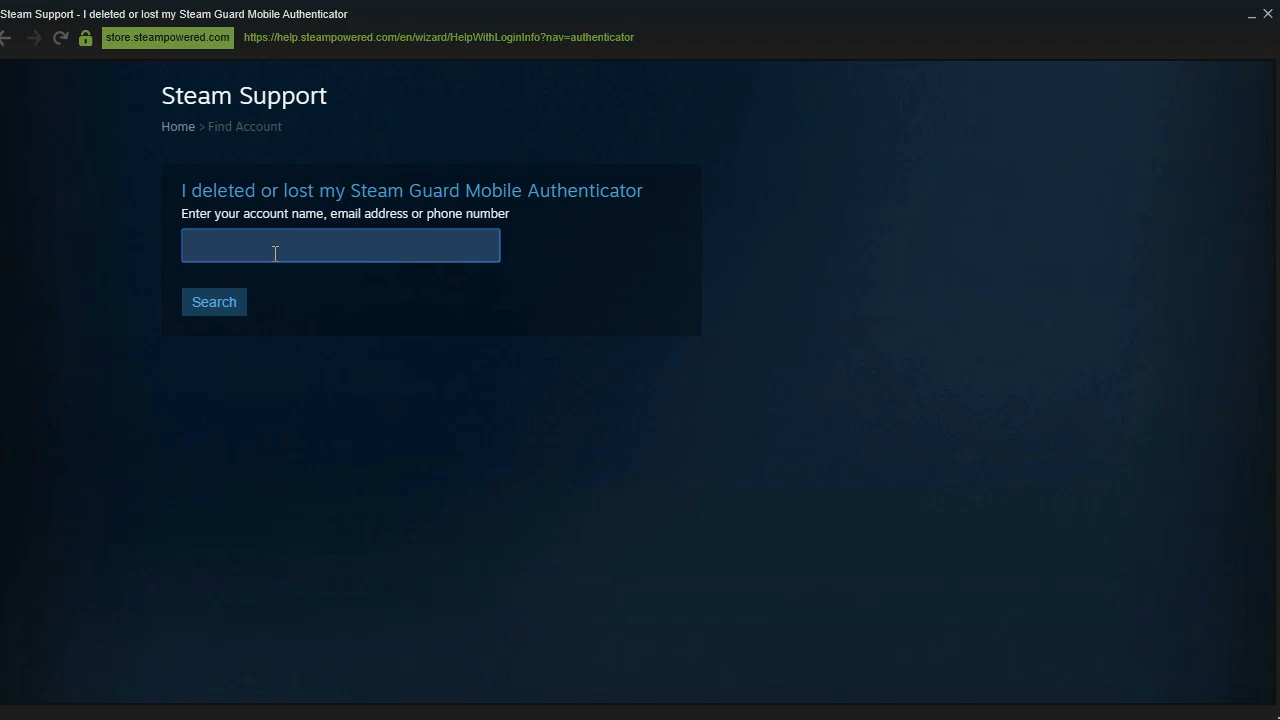 Steam Support - I deleted or lost my Steam Guard Mobile Authenticator
store.steampowered.com https://help.steampowered.com/en/wizard/HelpWithLoginInfo?nav=authenticator
Steam Support
Home > Find Account
I deleted or lost my Steam Guard Mobile Authenticator
Enter your account name, email address or phone number
Search